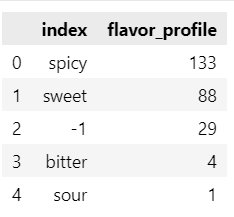 index flavor_profile
0 spicy 133
1 sweet 88
2 -1 29
3 bitter 4
4 sour 1